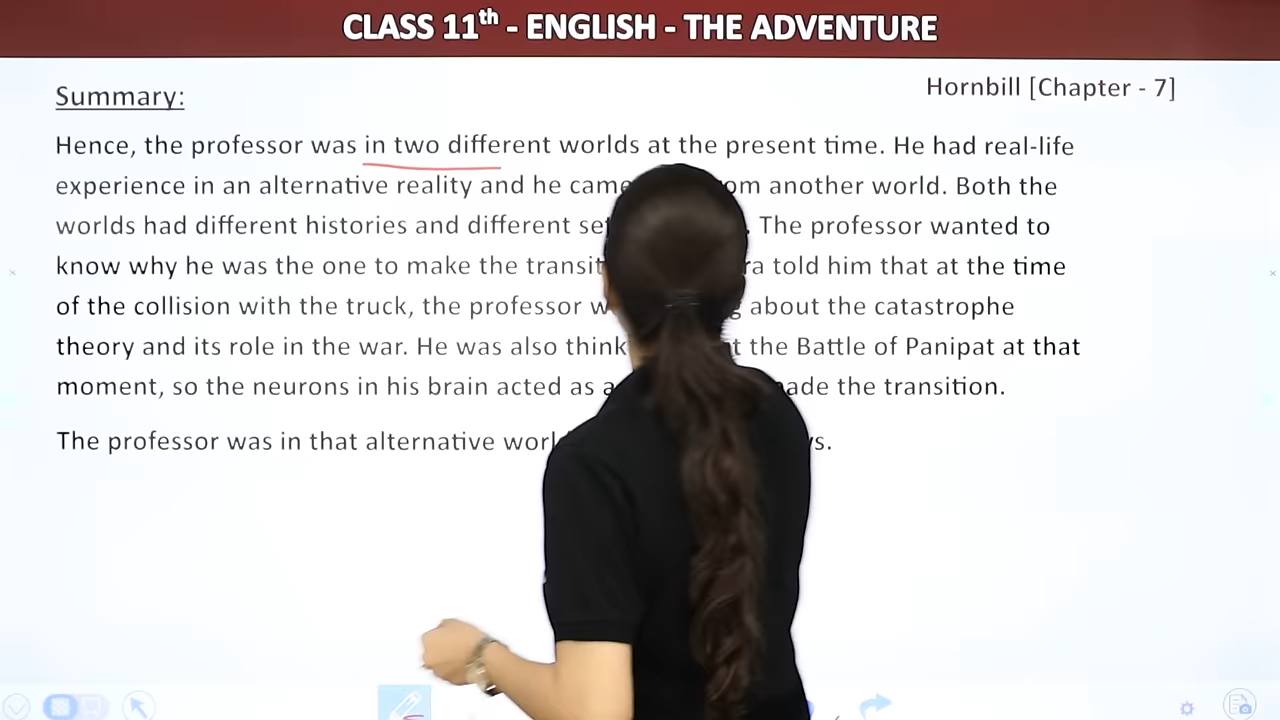 CLASS 11th - ENGLISH - THE ADVENTURE
Hornbill [Chapter - 7]
Summary:
Hence, the professor was in two different worlds at the present time. He had real-life
experience in an alternative reality and he came another world. Both the
worlds had different histories and different The professor wanted to
know why he was the one to make the told him that at the time
of the collision with the truck, the professor about the catastrophe
theory and its role in the war. He was also the Battle of Panipat at that
moment, so the neurons in his brain acted as the transition.
The professor was in that alternative